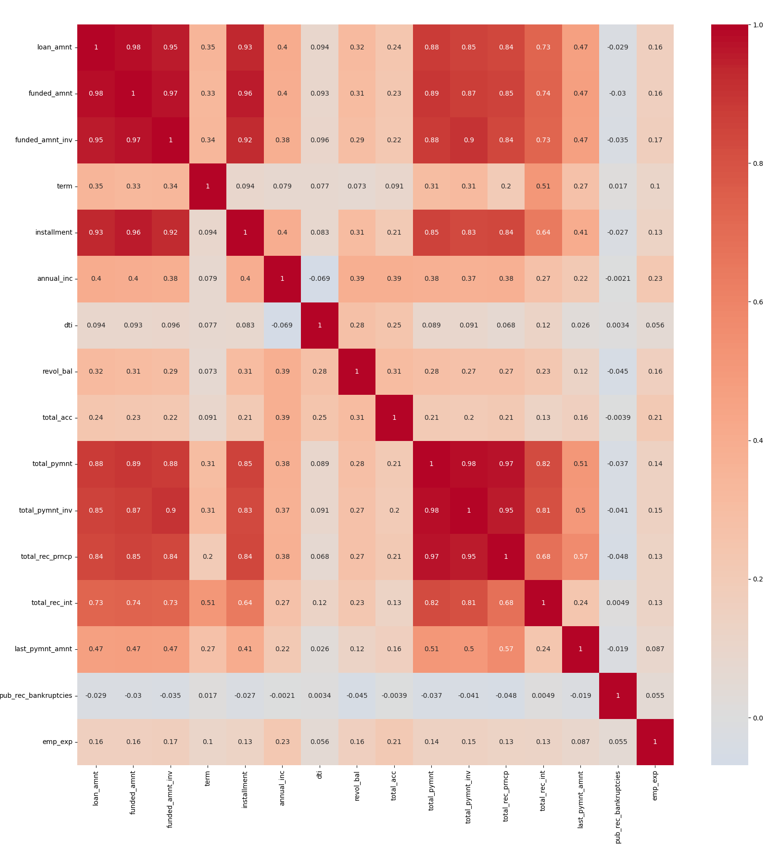 loan_amnt 1 0.98 0.95 0.35 0.93 0.4 0.094 0.32 0.24 0.88 0.85 0.84 0.73 0.47 -0.029 0.16
funded_amnt 0.98 1 0.97 0.33 0.96 0.4 0.093 0.31 0.23 0.89 0.87 0.85 0.74 0.47 -0.03 0.16
funded_amnt_inv 0.95 0.97 1 0.34 0.92 0.38 0.096 0.29 0.22 0.88 0.9 0.84 0.73 0.47 -0.035 0.17
term 0.35 0.33 0.34 1 0.094 0.079 0.077 0.073 0.091 0.31 0.31 0.2 0.51 0.27 0.017 0.1
installment 0.93 0.96 0.92 0.094 1 0.4 0.083 0.31 0.21 0.85 0.83 0.84 0.64 0.41 -0.027 0.13
annual_inc 0.4 0.4 0.38 0.079 0.4 1 -0.069 0.39 0.39 0.38 0.37 0.38 0.27 0.22 -0.0021 0.23
dti 0.094 0.093 0.096 0.077 0.083 -0.069 1 0.28 0.25 0.089 0.091 0.068 0.12 0.026 0.0034 0.056
revol_bal 0.32 0.31 0.29 0.073 0.31 0.39 0.28 1 0.31 0.28 0.27 0.27 0.23 0.12 -0.045 0.16
total_acc 0.24 0.23 0.22 0.091 0.21 0.39 0.25 0.31 1 0.21 0.2 0.21 0.13 0.16 -0.0039 0.21
total_pymnt 0.88 0.89 0.88 0.31 0.85 0.38 0.089 0.28 0.21 1 0.98 0.97 0.82 0.51 -0.037 0.14
total_pymnt_inv 0.85 0.87 0.9 0.31 0.83 0.37 0.091 0.27 0.2 0.98 1 0.95 0.81 0.5 -0.041 0.15
total_rec_prncp 0.84 0.85 0.84 0.2 0.84 0.38 0.068 0.27 0.21 0.97 0.95 1 0.68 0.57 -0.048 0.13
total_rec_int 0.73 0.74 0.73 0.51 0.64 0.27 0.12 0.23 0.13 0.82 0.81 0.68 1 0.24 0.0049 0.13
last_pymnt_amnt 0.47 0.47 0.47 0.27 0.41 0.22 0.026 0.12 0.16 0.51 0.5 0.57 0.24 1 -0.019 0.087
pub_rec_bankruptcies -0.029 -0.03 -0.035 0.017 -0.027 -0.0021 0.0034 -0.045 -0.0039 -0.037 -0.041 -0.048 0.0049 -0.019 1 0.055
emp_exp 0.16 0.16 0.17 0.1 0.13 0.23 0.056 0.16 0.21 0.14 0.15 0.13 0.13 0.087 0.055 1
loan_amnt
funded_amnt
funded_amnt_inv
term
installment
annual_inc
dti
revol_bal
total_acc
total_pymnt
total_pymnt_inv
total_rec_prncp
total_rec_int
last_pymnt_amnt
pub_rec_bankruptcies
emp_exp
1.0
0.8
0.6
0.4
0.2
0.0